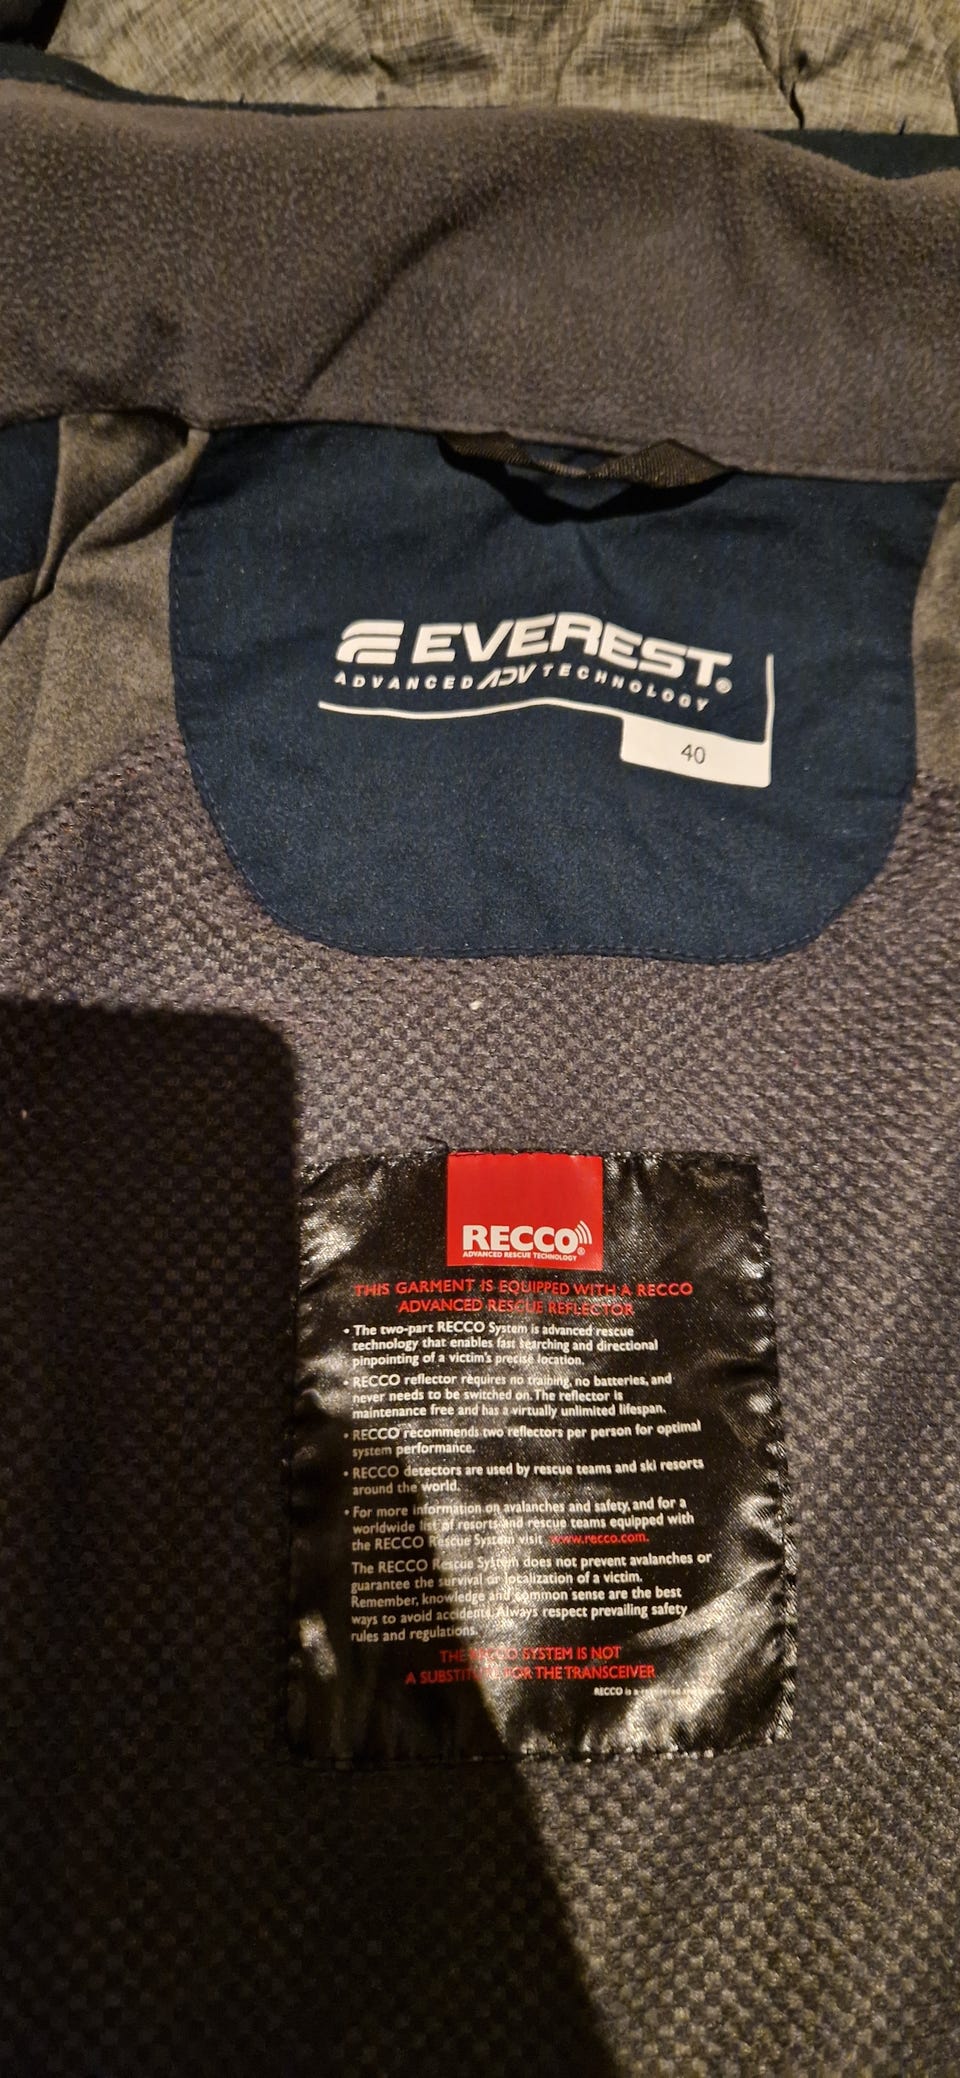 EVEREST®
ADVANCED ADV TECHNOLOGY
40
RECCO®
ADVANCED RESCUE TECHNOLOGY
THIS GARMENT IS EQUIPPED WITH A RECCO
ADVANCED RESCUE REFLECTOR
• The two-part RECCO System is advanced rescue
technology that enables fast searching and directional
pinpointing of a victim's precise location.
• RECCO reflector requires no training, no batteries, and
never needs to be switched on. The reflector is
maintenance free and has a virtually unlimited lifespan.
• RECCO recommends two reflectors per person for optimal
system performance.
• RECCO detectors are used by rescue teams and ski resorts
around the world.
• For more information on avalanches and safety, and for a
worldwide list of resorts and rescue teams equipped with
the RECCO Rescue System visit www.recco.com.
The RECCO Rescue System does not prevent avalanches or
guarantee the survival or localization of a victim.
Remember, knowledge and common sense are the best
ways to avoid accidents. Always respect prevailing safety
rules and regulations.
THE RECCO SYSTEM IS NOT
A SUBSTITUTE FOR THE TRANSCEIVER
RECCO is a